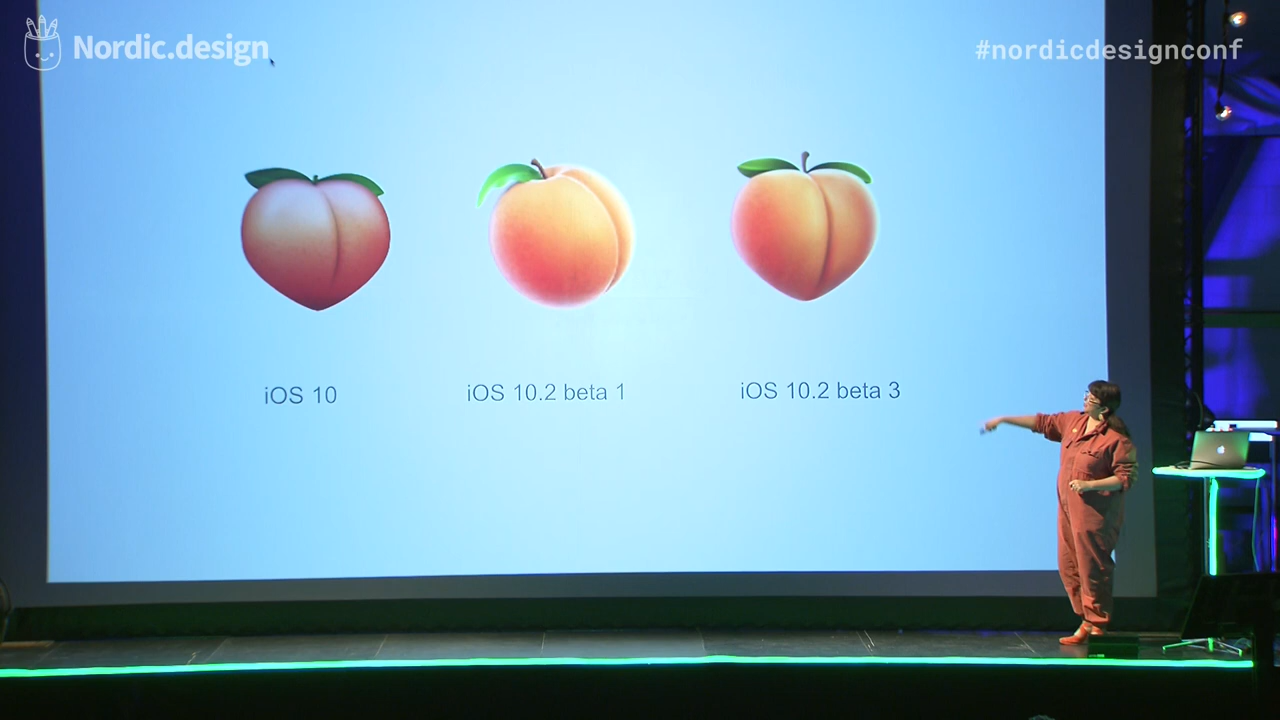 Nordic.design
#nordicdesignconf
iOS 10
iOS 10.2 beta 1
iOS 10.2 beta 3